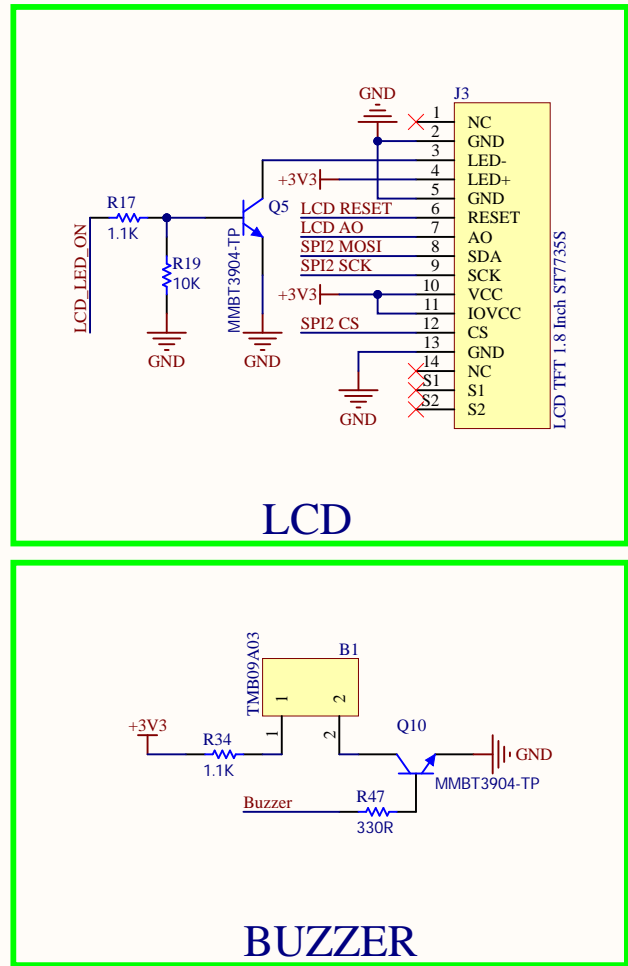 GND
J3
1 NC
2 GND
3 LED-
+3V3 4 LED+
5 GND
R17
1.1K
Q5
LCD RESET 6 RESET
LCD AO 7 AO
SPI2 MOSI 8 SDA
SPI2 SCK 9 SCK
+3V3 10 VCC
11 IOVCC
SPI2 CS 12 CS
13 GND
14 NC
S1 S1
S2 S2
LCD_LED_ON
R19
10K
MMBT3904-TP
GND
GND
GND
LCD TFT 1.8 Inch ST7735S
LCD
TMB09A03
B1
1 2
1 2
+3V3
R34
1.1K
Q10
GND
MMBT3904-TP
Buzzer
R47
330R
BUZZER